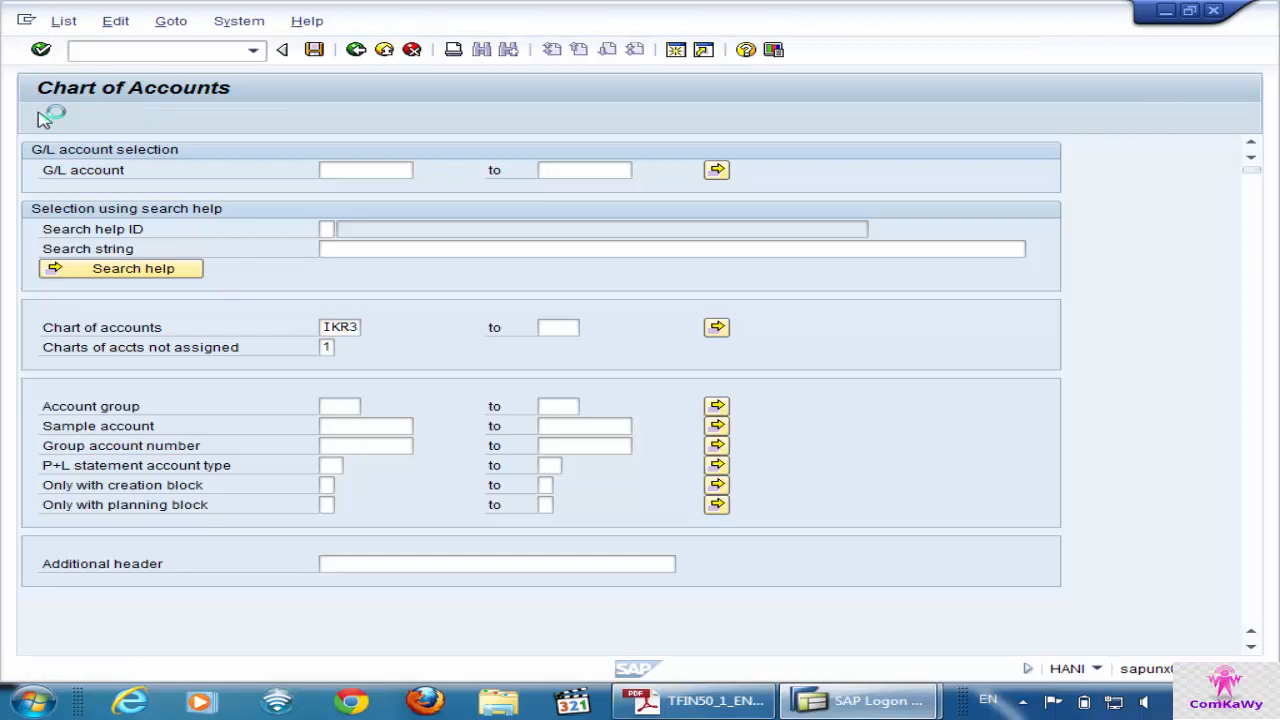 List Edit Goto System Help
Chart of Accounts
G/L account selection
G/L account to
Selection using search help
Search help ID
Search string
Search help
Chart of accounts IKR3 to
Charts of accts not assigned 1
Account group to
Sample account to
Group account number to
P+L statement account type to
Only with creation block to
Only with planning block to
Additional header
SAP HANI
321 PDF TFIN50_1_EN... SAP Logon ... EN
ComKaWy